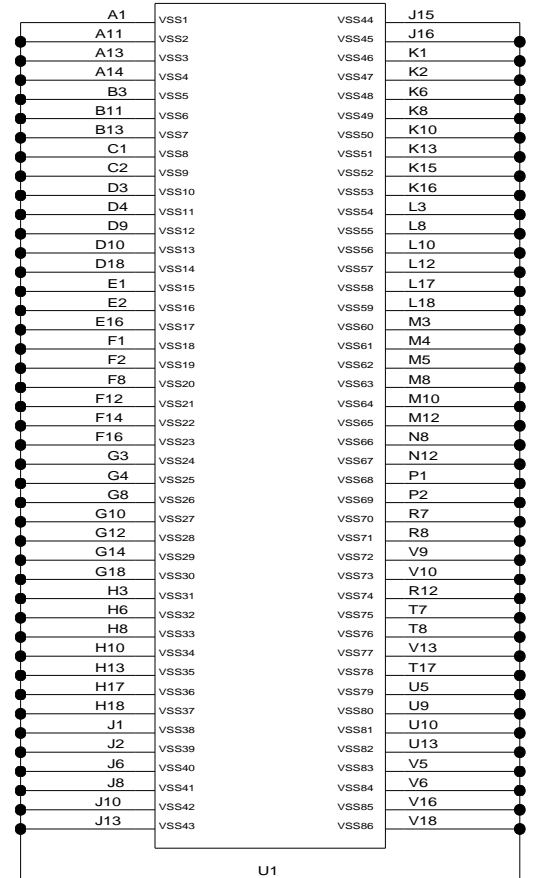 A1 VSS1 VSS44 J15
A11 VSS2 VSS45 J16
A13 VSS3 VSS46 K1
A14 VSS4 VSS47 K2
B3 VSS5 VSS48 K6
B11 VSS6 VSS49 K8
B13 VSS7 VSS50 K10
C1 VSS8 VSS51 K13
C2 VSS9 VSS52 K15
D3 VSS10 VSS53 K16
D4 VSS11 VSS54 L3
D9 VSS12 VSS55 L8
D10 VSS13 VSS56 L10
D18 VSS14 VSS57 L12
E1 VSS15 VSS58 L17
E2 VSS16 VSS59 L18
E16 VSS17 VSS60 M3
F1 VSS18 VSS61 M4
F2 VSS19 VSS62 M5
F8 VSS20 VSS63 M8
F12 VSS21 VSS64 M10
F14 VSS22 VSS65 M12
F16 VSS23 VSS66 N8
G3 VSS24 VSS67 N12
G4 VSS25 VSS68 P1
G8 VSS26 VSS69 P2
G10 VSS27 VSS70 R7
G12 VSS28 VSS71 R8
G14 VSS29 VSS72 V9
G18 VSS30 VSS73 V10
H3 VSS31 VSS74 R12
H6 VSS32 VSS75 T7
H8 VSS33 VSS76 T8
H10 VSS34 VSS77 V13
H13 VSS35 VSS78 T17
H17 VSS36 VSS79 U5
H18 VSS37 VSS80 U9
J1 VSS38 VSS81 U10
J2 VSS39 VSS82 U13
J6 VSS40 VSS83 V5
J8 VSS41 VSS84 V6
J10 VSS42 VSS85 V16
J13 VSS43 VSS86 V18
U1